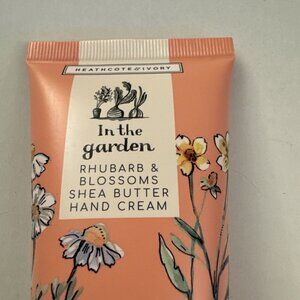 HEATHCOTE & IVORY
In the
garden
RHUBARB &
BLOSSOMS
SHEA BUTTER
HAND CREAM